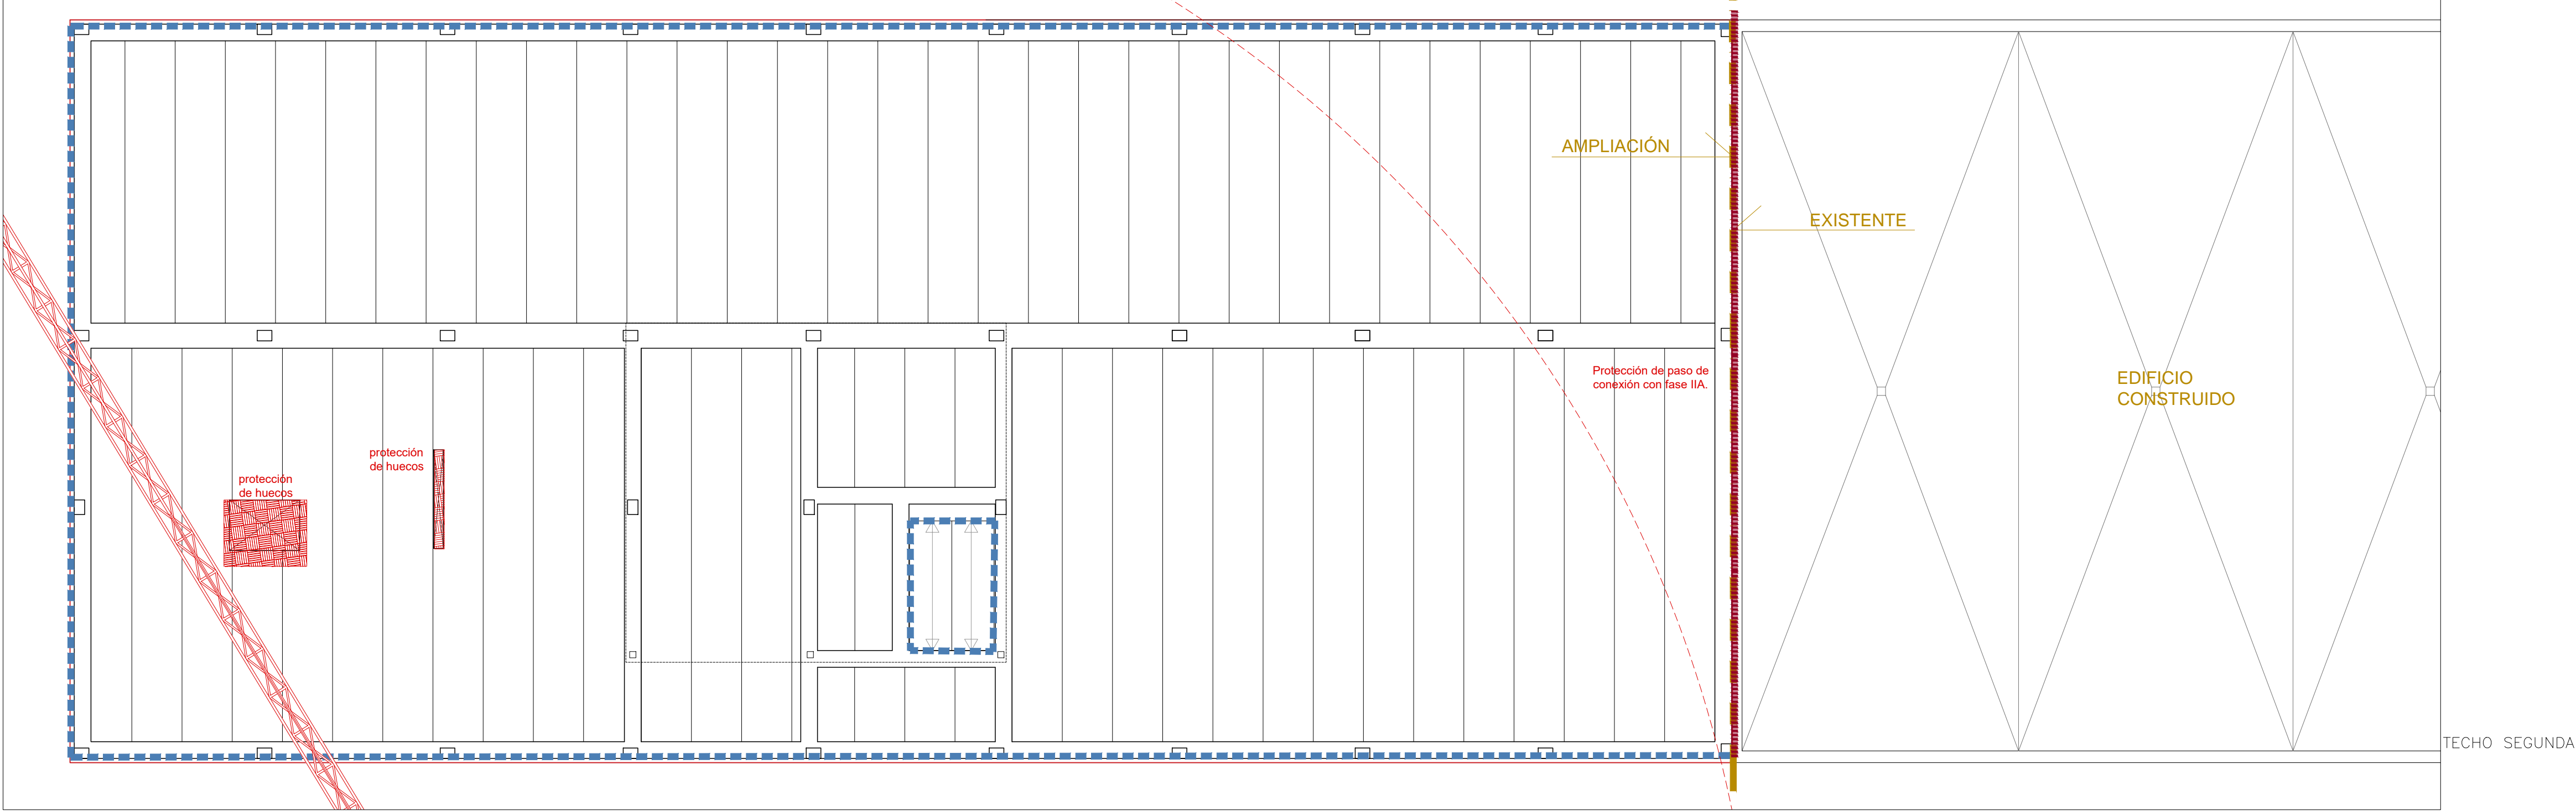 AMPLIACIÓN
EXISTENTE
Protección de paso de
conexión con fase IIA.
EDIFICIO
CONSTRUIDO
protección
de huecos
protección
de huecos
TECHO SEGUNDA